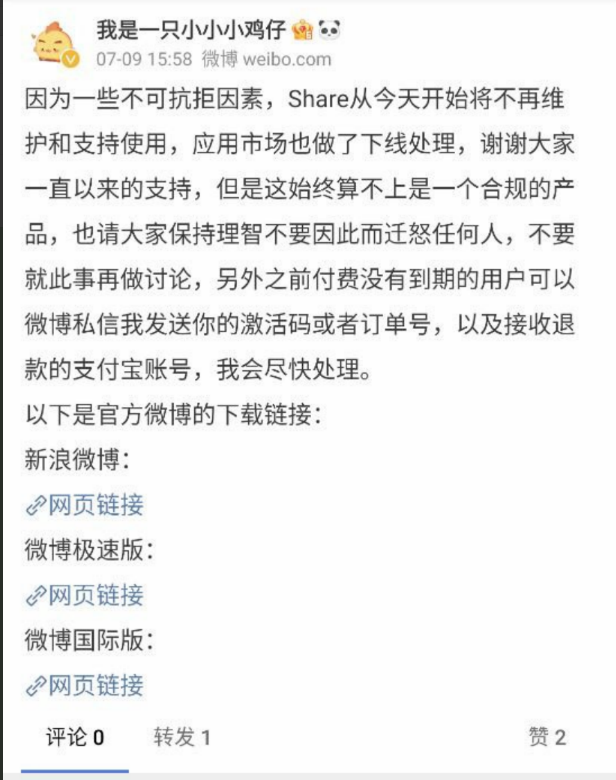 我是一只小小小鸡仔
07-09 15:58 微博 weibo.com
因为一些不可抗拒因素，Share从今天开始将不再维
护和支持使用，应用市场也做了下线处理，谢谢大家
一直以来的支持，但是这始终算不上是一个合规的产
品，也请大家保持理智不要因此而迁怒任何人，不要
就此事再做讨论，另外之前付费没有到期的用户可以
微博私信我发送你的激活码或者订单号，以及接收退
款的支付宝账号，我会尽快处理。
以下是官方微博的下载链接：
新浪微博：
网页链接
微博极速版：
网页链接
微博国际版：
网页链接
评论 0 转发 1 赞 2